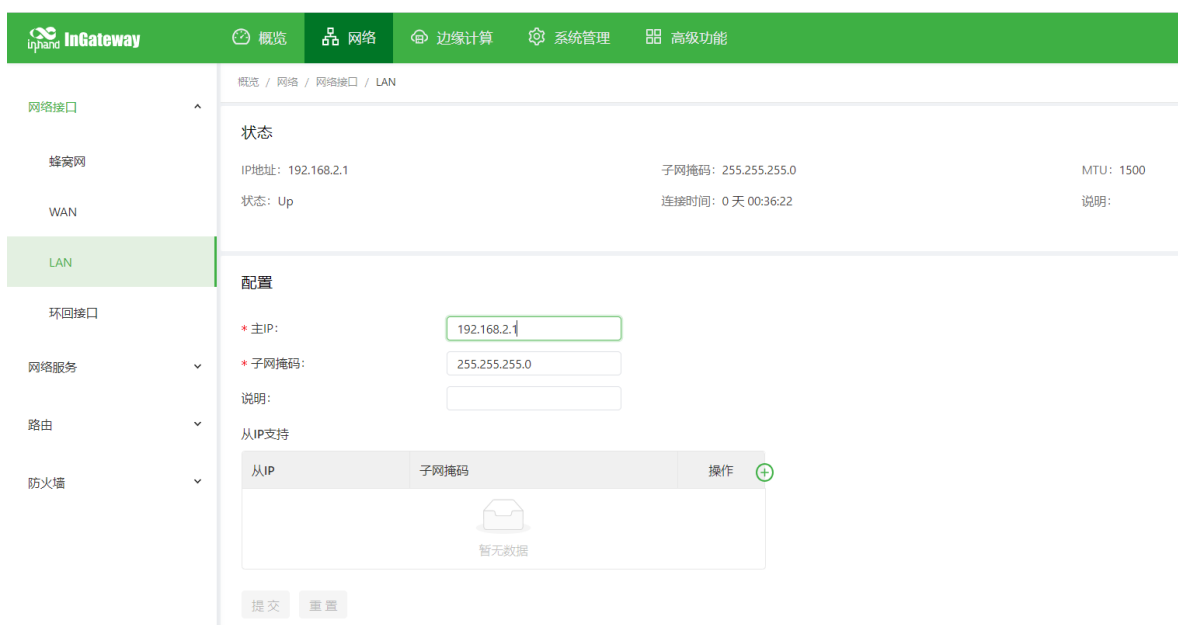 inhand InGateway 概览 网络 边缘计算 系统管理 高级功能
概览 / 网络 / 网络接口 / LAN
网络接口
蜂窝网
WAN
LAN
环回接口
网络服务
路由
防火墙
状态
IP地址: 192.168.2.1 子网掩码: 255.255.255.0 MTU: 1500
状态: Up 连接时间: 0 天 00:36:22 说明:
配置
* 主IP: 192.168.2.1
* 子网掩码: 255.255.255.0
说明:
从IP支持
从IP 子网掩码 操作
暂无数据
提交 重置